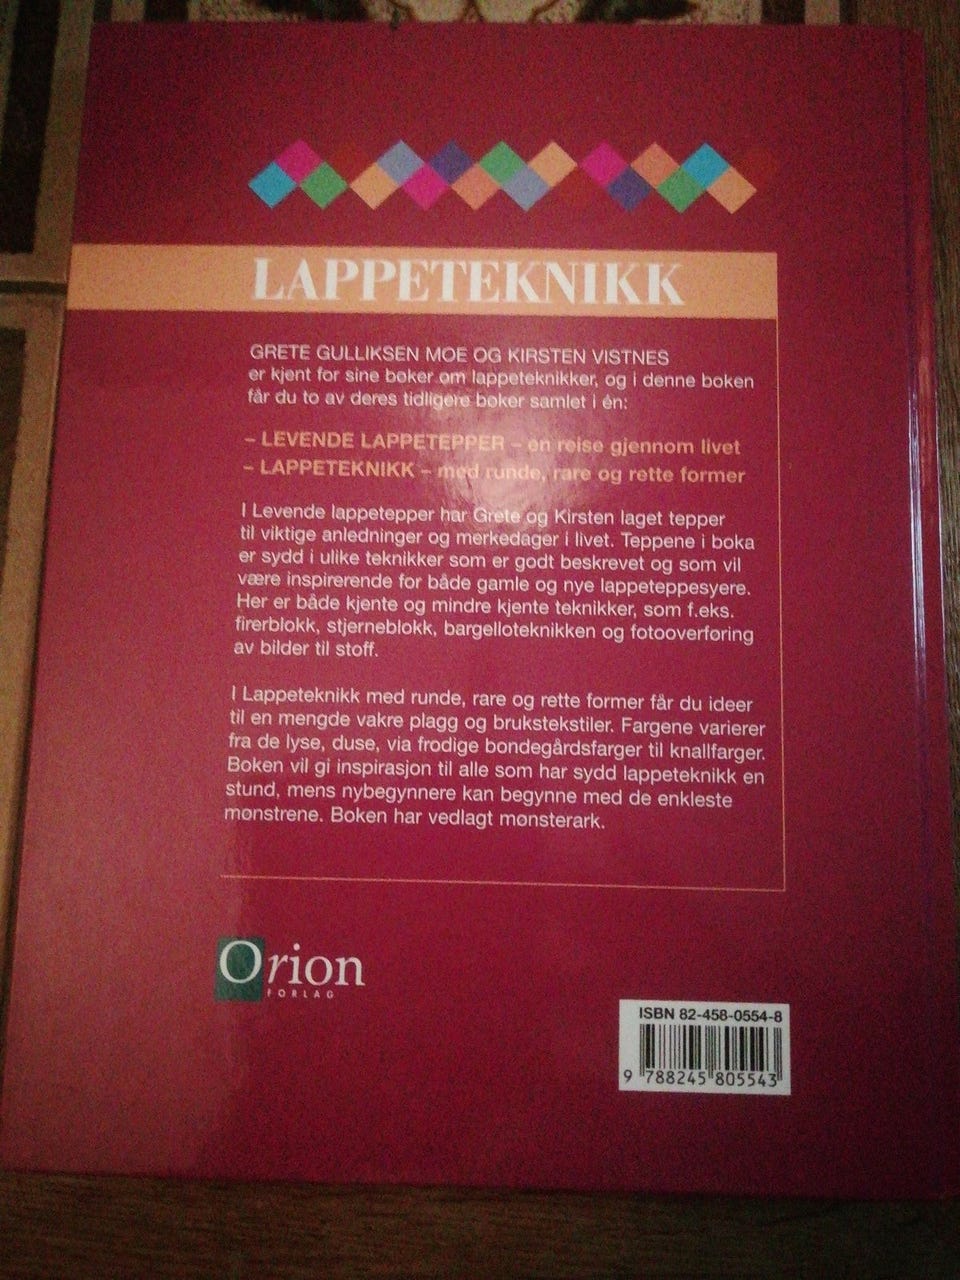 LAPPETEKNIKK
GRETE GULLIKSEN MOE OG KIRSTEN VISTNES
er kjent for sine bøker om lappeteknikker, og i denne boken
får du to av deres tidligere bøker samlet i én:
– LEVENDE LAPPETEPPER – en reise gjennom livet
– LAPPETEKNIKK – med runde, rare og rette former
I Levende lappetepper har Grete og Kirsten laget tepper
til viktige anledninger og merkedager i livet. Teppene i boka
er sydd i ulike teknikker som er godt beskrevet og som vil
være inspirerende for både gamle og nye lappeteppesyere.
Her er både kjente og mindre kjente teknikker, som f.eks.
firerblokk, stjerneblokk, bargelloteknikken og fotooverføring
av bilder til stoff.
I Lappeteknikk med runde, rare og rette former får du ideer
til en mengde vakre plagg og brukstekstiler. Fargene varierer
fra de lyse, duse, via frodige bondegårdsfarger til knallfarger.
Boken vil gi inspirasjon til alle som har sydd lappeteknikk en
stund, mens nybegynnere kan begynne med de enkleste
mønstrene. Boken har vedlagt mønsterark.
Orion
FORLAG
ISBN 82-458-0554-8
9 788245 805543